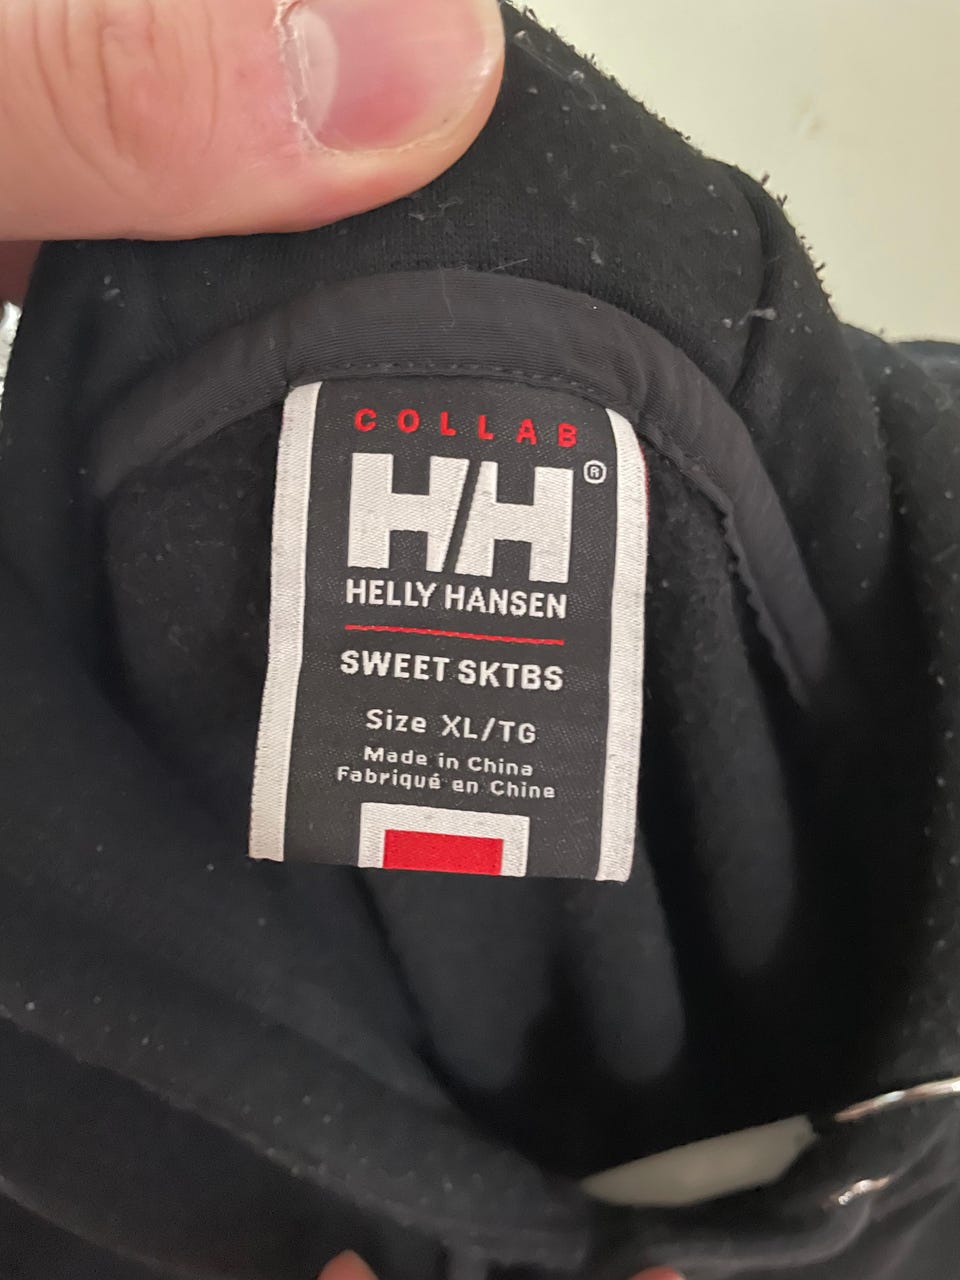 COLLAB
HH®
HELLY HANSEN
SWEET SKTBS
Size XL/TG
Made in China
Fabriqué en Chine